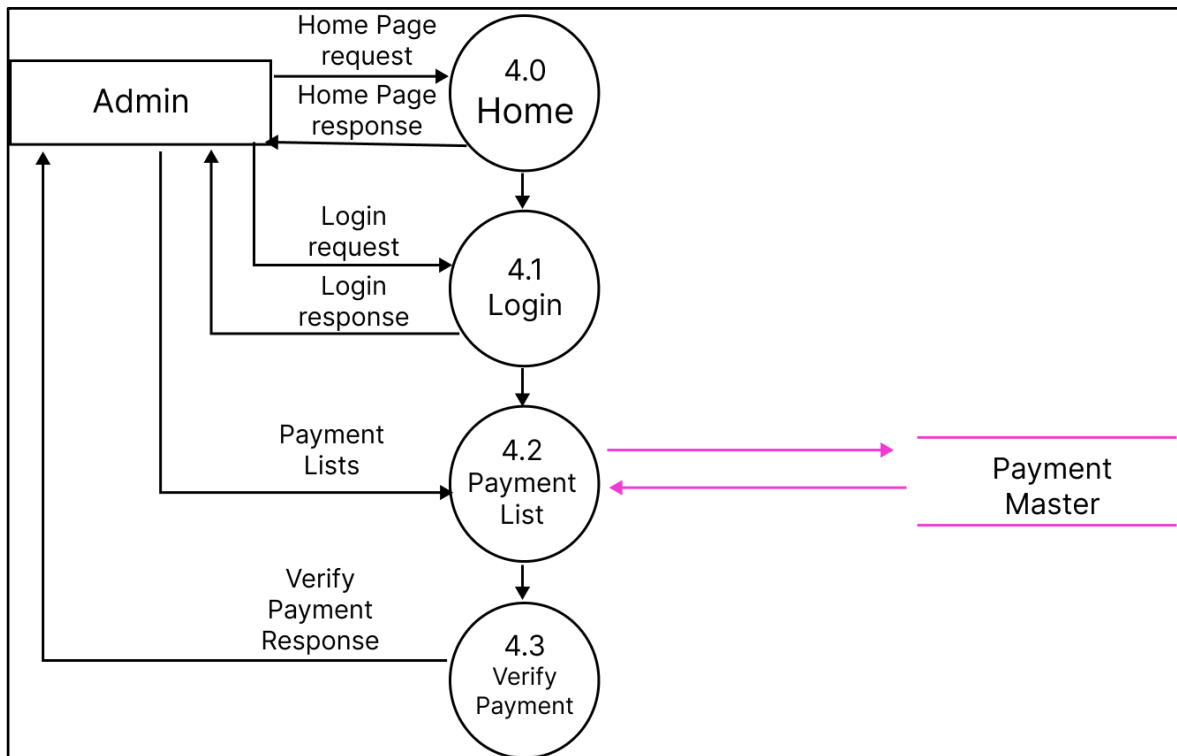 Home Page
request
4.0
Home
Admin
Home Page
response
Login
request
4.1
Login
Login
response
Payment
Lists
4.2
Payment
List
Payment
Master
Verify
Payment
Response
4.3
Verify
Payment